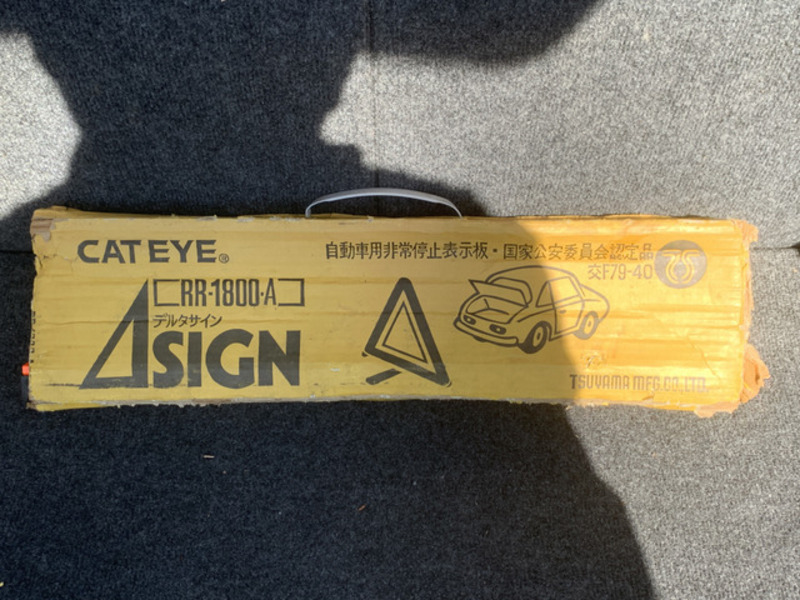 CAT EYE®
自動車用非常停止表示板・国家公安委員会認定品
交F79-40
RR-1800-A
デルタサイン
ΔSIGN
TSUYAMA MFG.CO.,LTD.